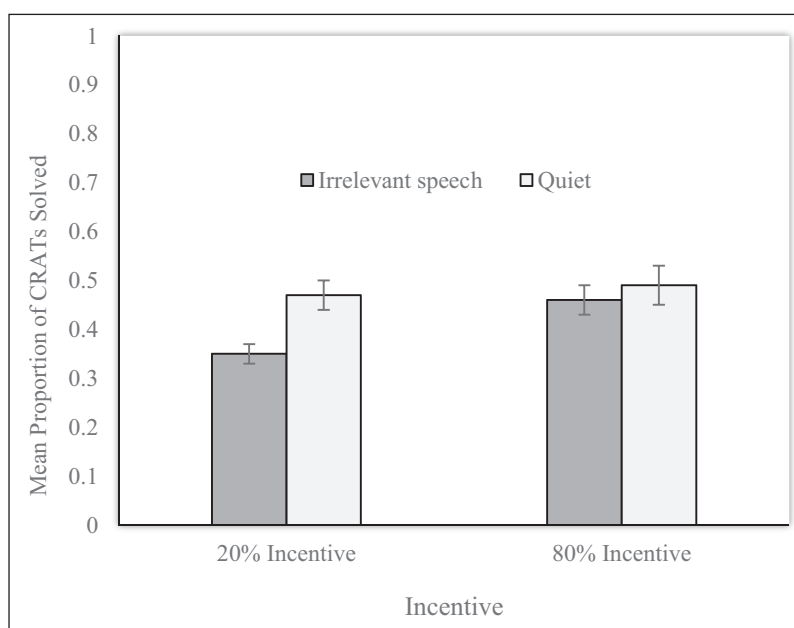 1
0.9
0.8
0.7
0.6
0.5
0.4
0.3
0.2
0.1
0
Mean Proportion of CRATs Solved
Irrelevant speech Quiet
20% Incentive 80% Incentive
Incentive